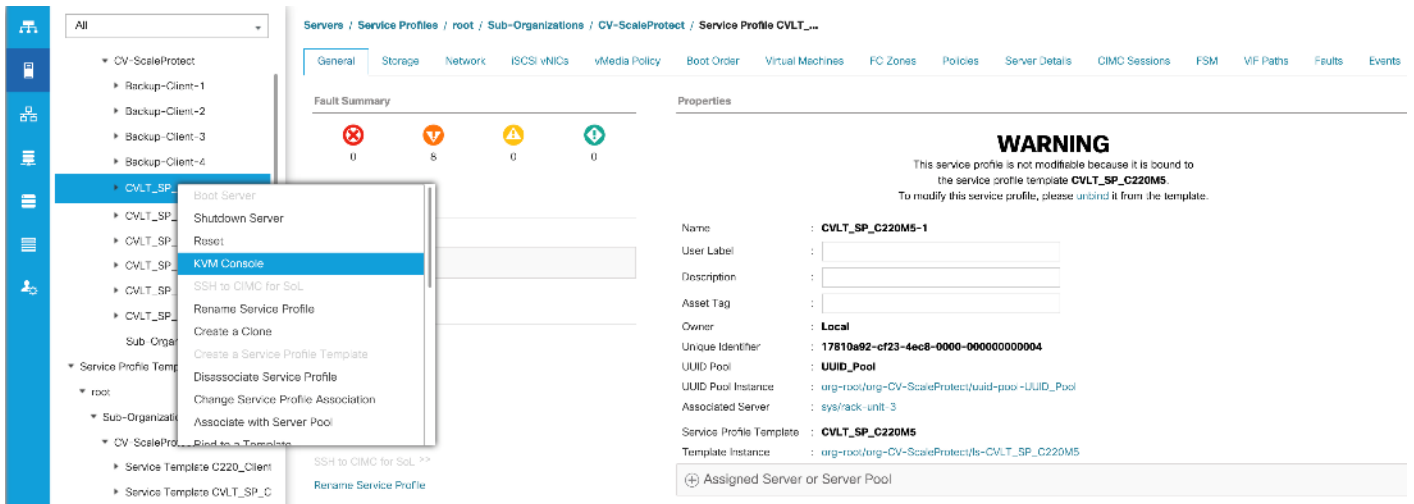 All
Servers / Service Profiles / root / Sub-Organizations / CV-ScaleProtect / Service Profile CVLT_...
CV-ScaleProtect
Backup-Client-1
Backup-Client-2
Backup-Client-3
Backup-Client-4
CVLT_SP_
CVLT_SP_
CVLT_SP_
CVLT_SP_
CVLT_SP_
CVLT_SP_
Sub-Organ
Service Profile Temp
root
Sub-Organizatio
CV-ScalePro
Service Template C220_Client
Service Template CVLT_SP_C
Boot Server
Shutdown Server
Reset
KVM Console
SSH to CIMC for SoL
Rename Service Profile
Create a Clone
Create a Service Profile Template
Disassociate Service Profile
Change Service Profile Association
Associate with Server Pool
Bind to a Template
General Storage Network iSCSI vNICs vMedia Policy Boot Order Virtual Machines FC Zones Policies Server Details CIMC Sessions FSM VIF Paths Faults Events
Fault Summary
0 8 0 0
SSH to CIMC for SoL >>
Rename Service Profile
Properties
WARNING
This service profile is not modifiable because it is bound to
the service profile template CVLT_SP_C220M5.
To modify this service profile, please unbind it from the template.
Name : CVLT_SP_C220M5-1
User Label :
Description :
Asset Tag :
Owner : Local
Unique Identifier : 17810a92-cf23-4ec8-0000-000000000004
UUID Pool : UUID_Pool
UUID Pool Instance : org-root/org-CV-ScaleProtect/uuid-pool-UUID_Pool
Associated Server : sys/rack-unit-3
Service Profile Template : CVLT_SP_C220M5
Template Instance : org-root/org-CV-ScaleProtect/ls-CVLT_SP_C220M5
Assigned Server or Server Pool